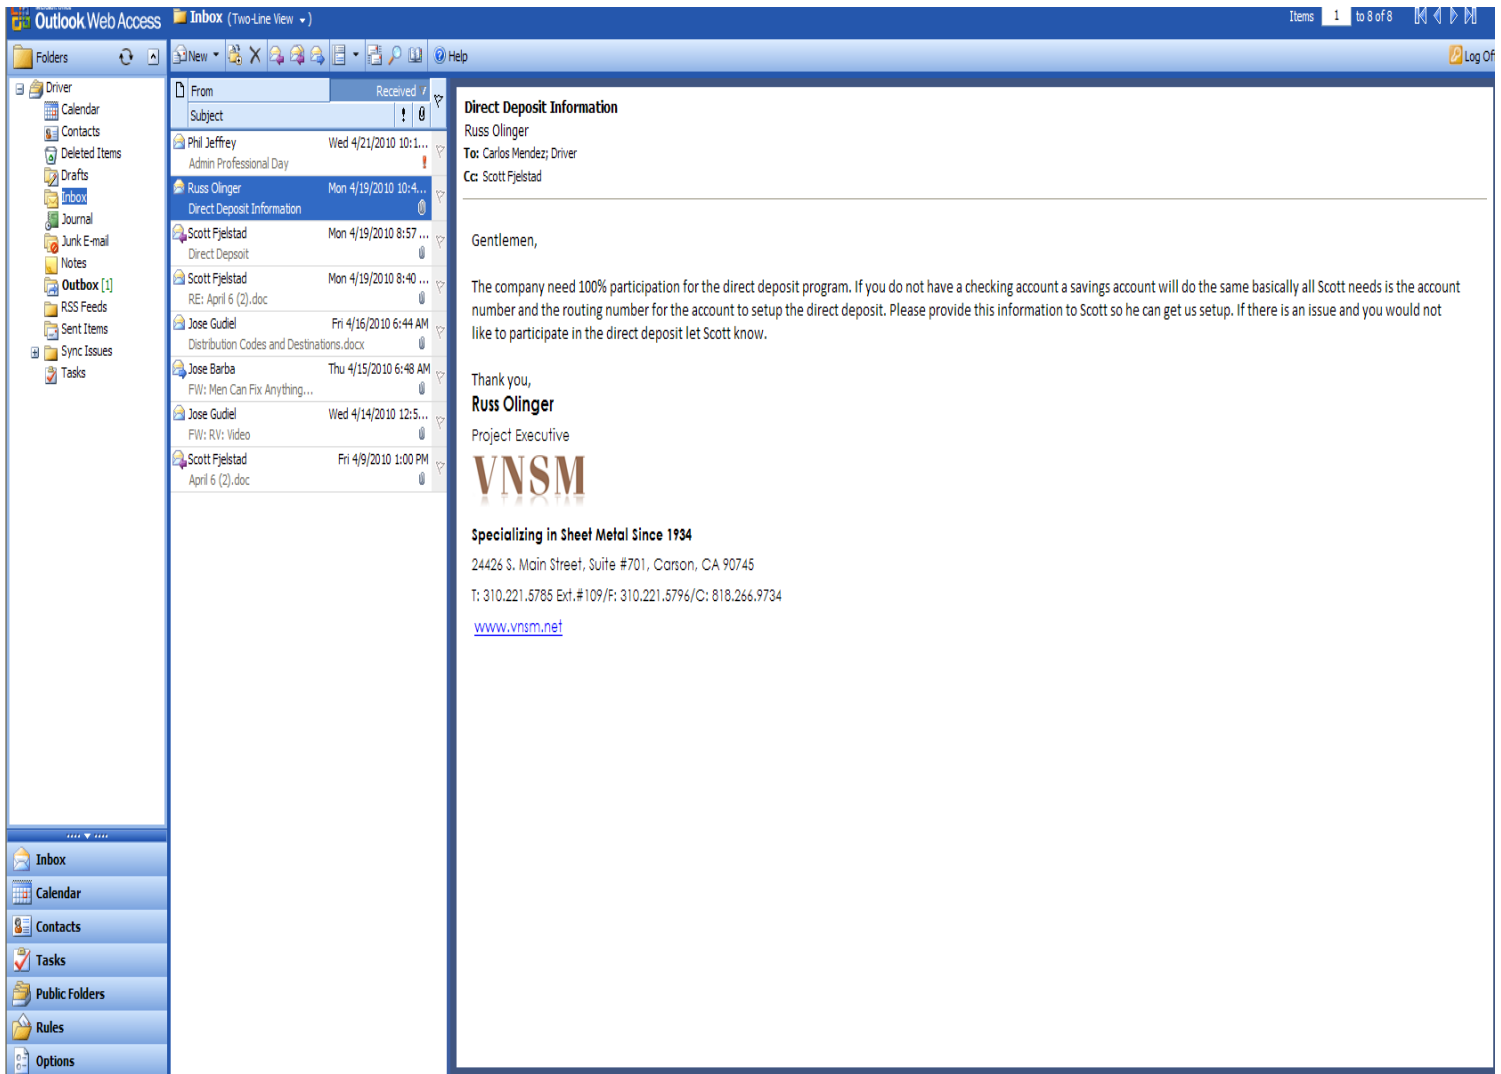 Outlook Web Access
Inbox (Two-Line View ▾)
Items 1 to 8 of 8
Folders
New
Help
Log Of
Driver
Calendar
Contacts
Deleted Items
Drafts
Inbox
Journal
Junk E-mail
Notes
Outbox [1]
RSS Feeds
Sent Items
Sync Issues
Tasks
Inbox
Calendar
Contacts
Tasks
Public Folders
Rules
Options
From Received
Subject
Phil Jeffrey Wed 4/21/2010 10:1...
Admin Professional Day
Russ Olinger Mon 4/19/2010 10:4...
Direct Deposit Information
Scott Fjelstad Mon 4/19/2010 8:57 ...
Direct Depsoit
Scott Fjelstad Mon 4/19/2010 8:40 ...
RE: April 6 (2).doc
Jose Gudiel Fri 4/16/2010 6:44 AM
Distribution Codes and Destinations.docx
Jose Barba Thu 4/15/2010 6:48 AM
FW: Men Can Fix Anything...
Jose Gudiel Wed 4/14/2010 12:5...
FW: RV: Video
Scott Fjelstad Fri 4/9/2010 1:00 PM
April 6 (2).doc
Direct Deposit Information
Russ Olinger
To: Carlos Mendez; Driver
Cc: Scott Fjelstad
Gentlemen,
The company need 100% participation for the direct deposit program. If you do not have a checking account a savings account will do the same basically all Scott needs is the account
number and the routing number for the account to setup the direct deposit. Please provide this information to Scott so he can get us setup. If there is an issue and you would not
like to participate in the direct deposit let Scott know.
Thank you,
Russ Olinger
Project Executive
VNSM
Specializing in Sheet Metal Since 1934
24426 S. Main Street, Suite #701, Carson, CA 90745
T: 310.221.5785 Ext.#109/F: 310.221.5796/C: 818.266.9734
www.vnsm.net